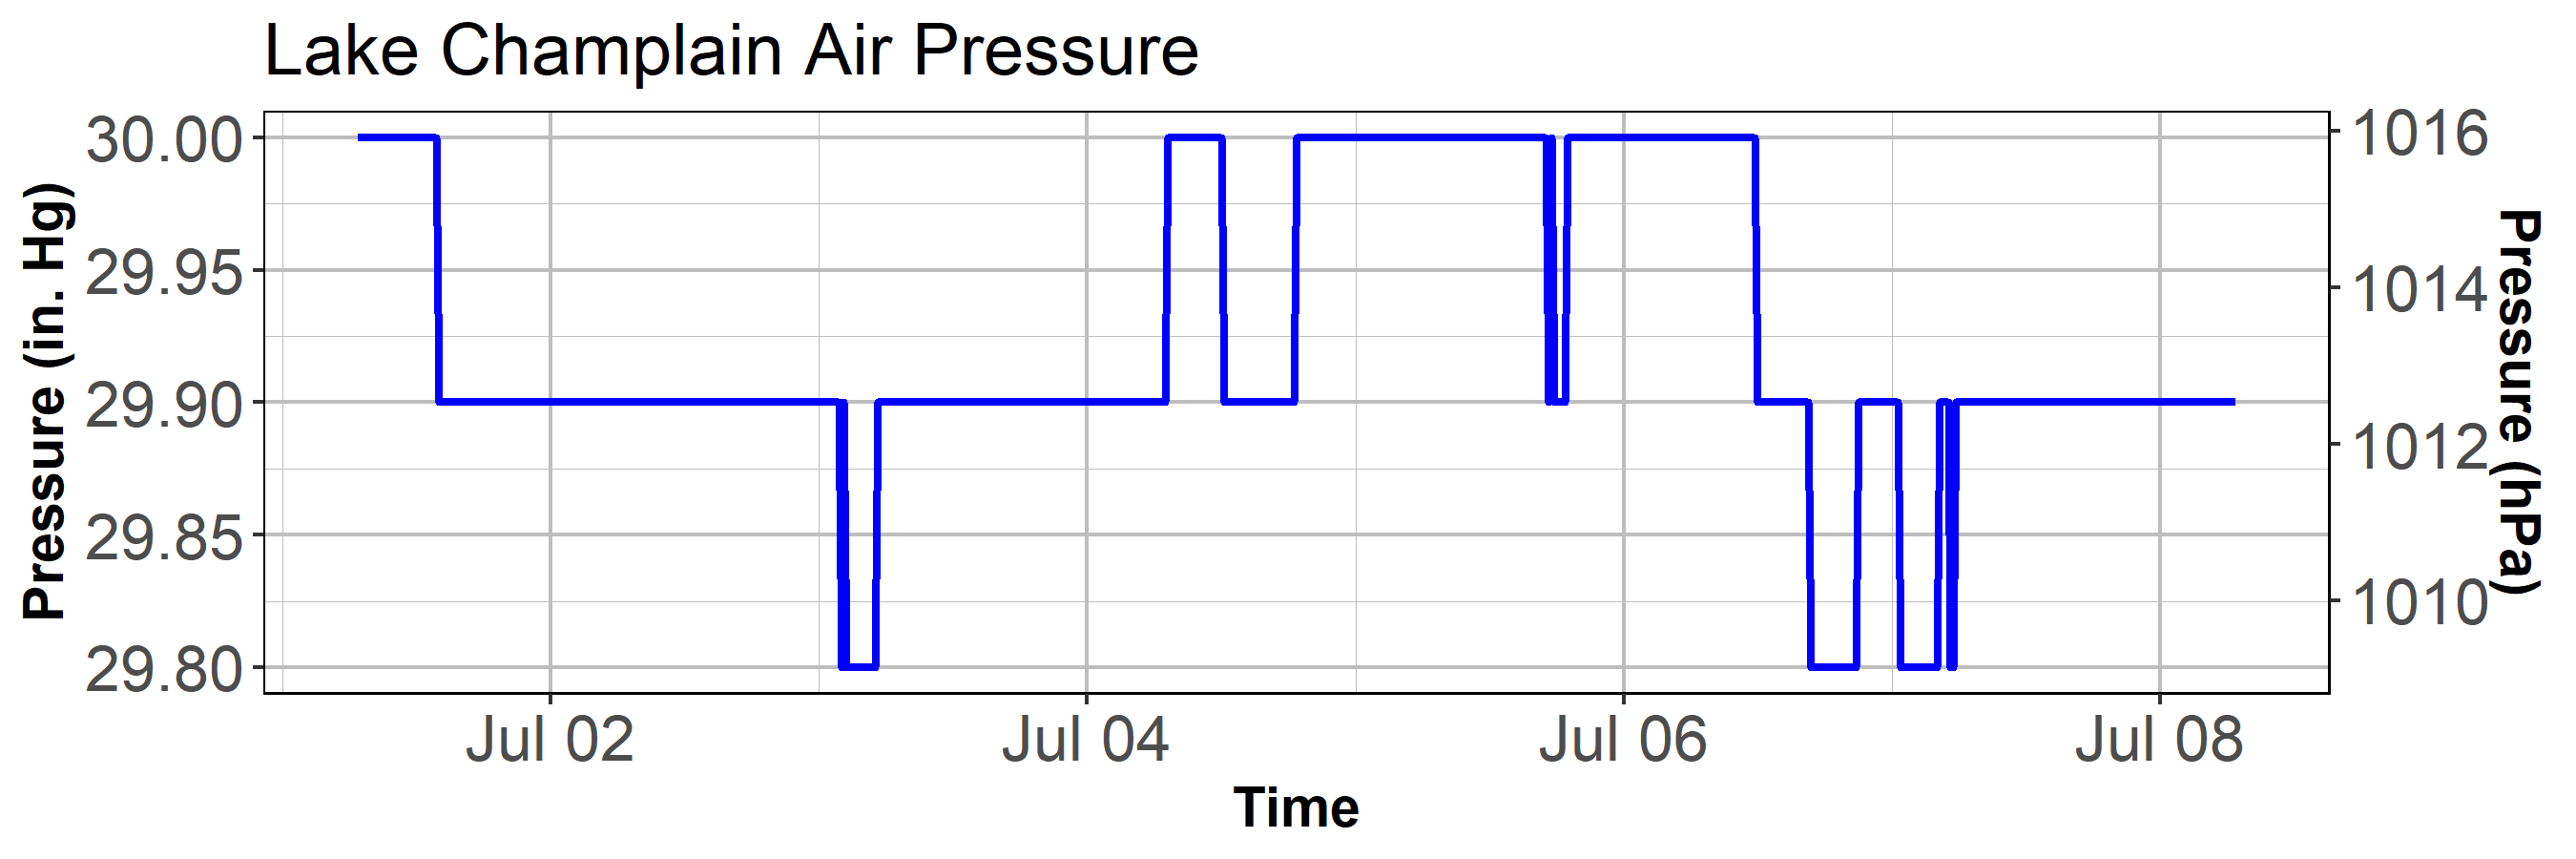 Lake Champlain Air Pressure
Pressure (in. Hg)
30.00
29.95
29.90
29.85
29.80
1016
1014
1012
1010
Pressure (hPa)
Jul 02 Jul 04 Jul 06 Jul 08
Time